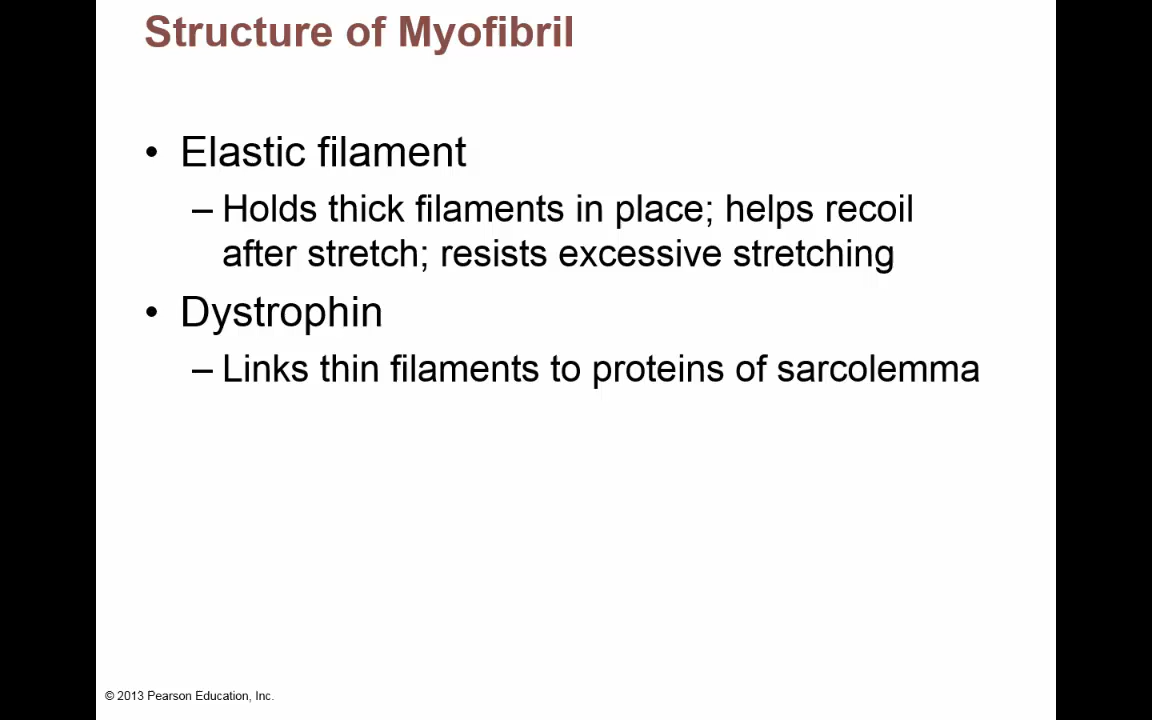 Structure of Myofibril
• Elastic filament
– Holds thick filaments in place; helps recoil
after stretch; resists excessive stretching
• Dystrophin
– Links thin filaments to proteins of sarcolemma
© 2013 Pearson Education, Inc.